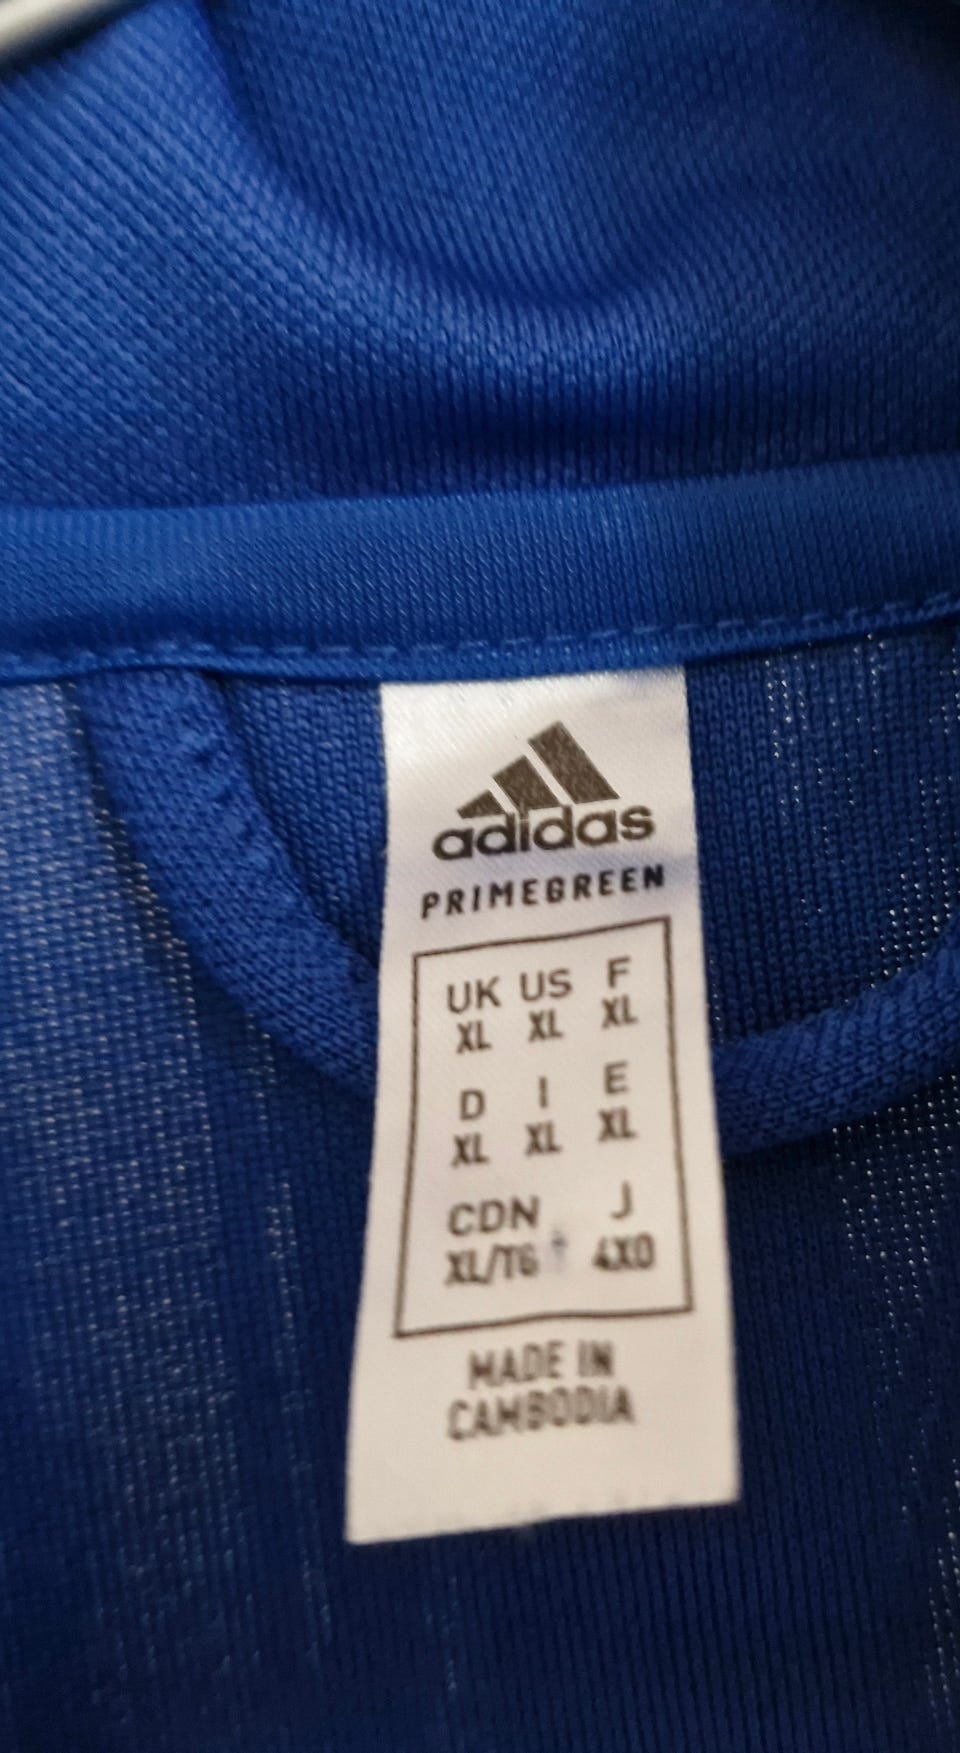 adidas
PRIMEGREEN
UK US F
XL XL XL
D I E
XL XL XL
CDN J
XL/TG 4XO
MADE IN
CAMBODIA